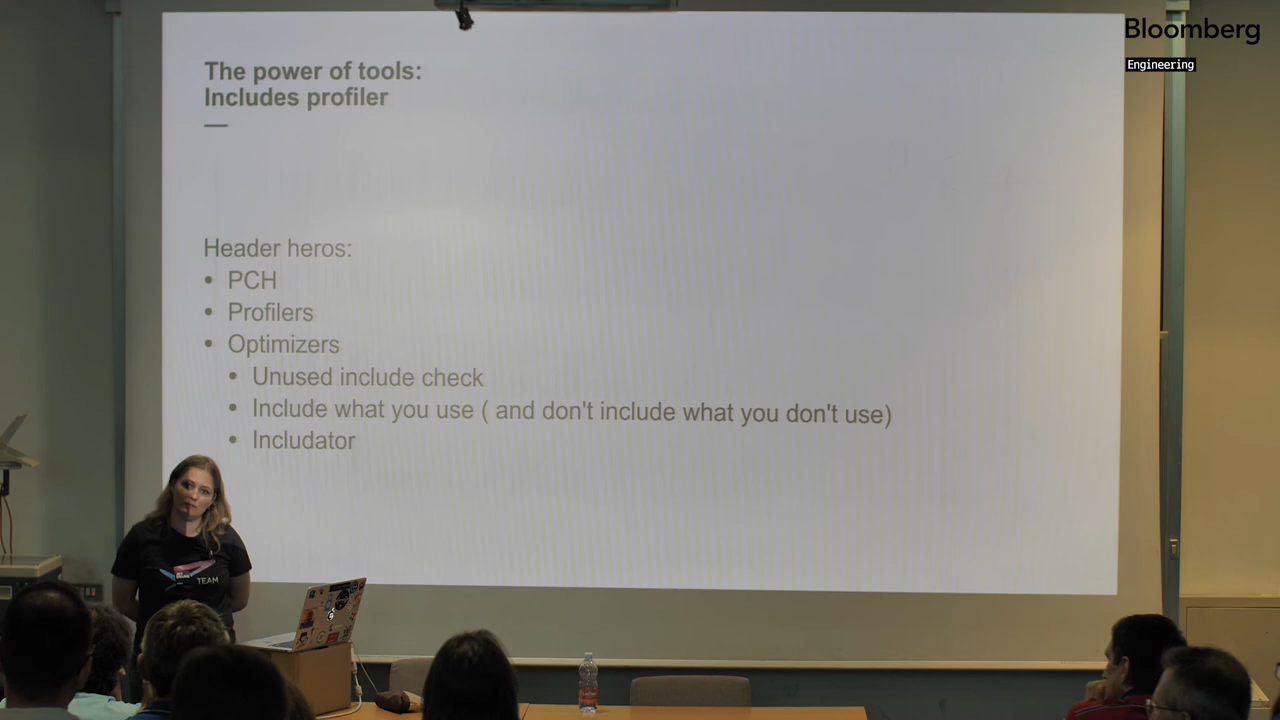 Bloomberg
Engineering
The power of tools:
Includes profiler
Header heros:
• PCH
• Profilers
• Optimizers
• Unused include check
• Include what you use ( and don't include what you don't use)
• Includator
TEAM